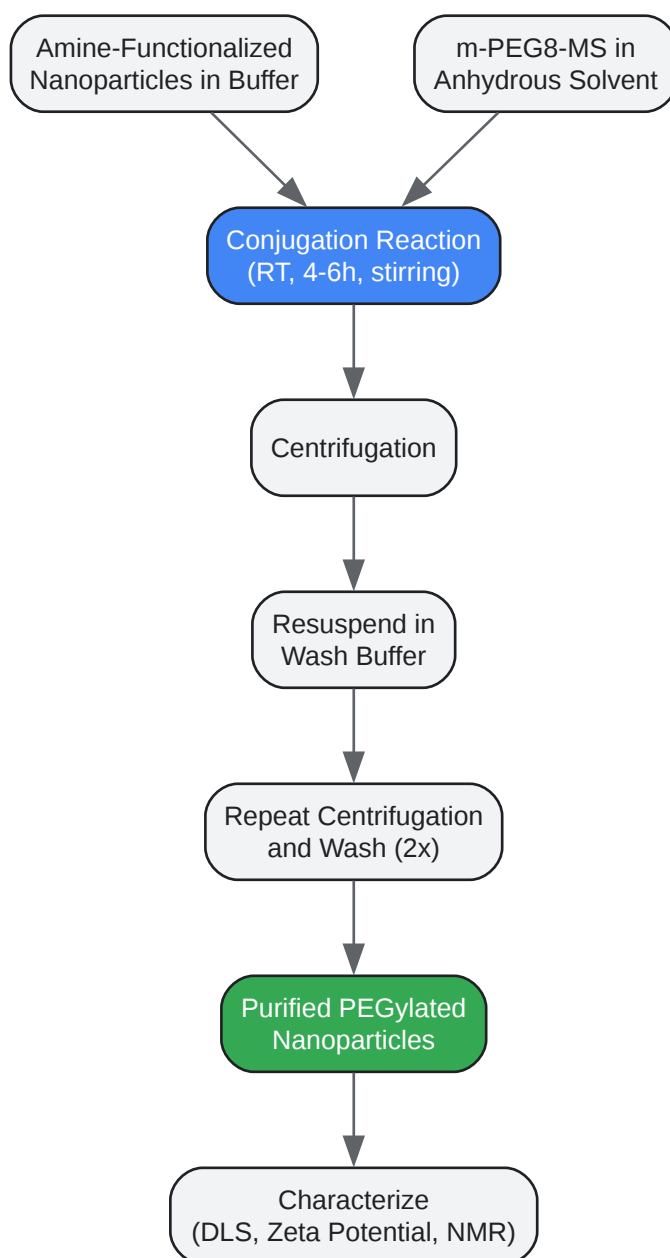 Amine-Functionalized
Nanoparticles in Buffer
m-PEG8-MS in
Anhydrous Solvent
Conjugation Reaction
(RT, 4-6h, stirring)
Centrifugation
Resuspend in
Wash Buffer
Repeat Centrifugation
and Wash (2x)
Purified PEGylated
Nanoparticles
Characterize
(DLS, Zeta Potential, NMR)